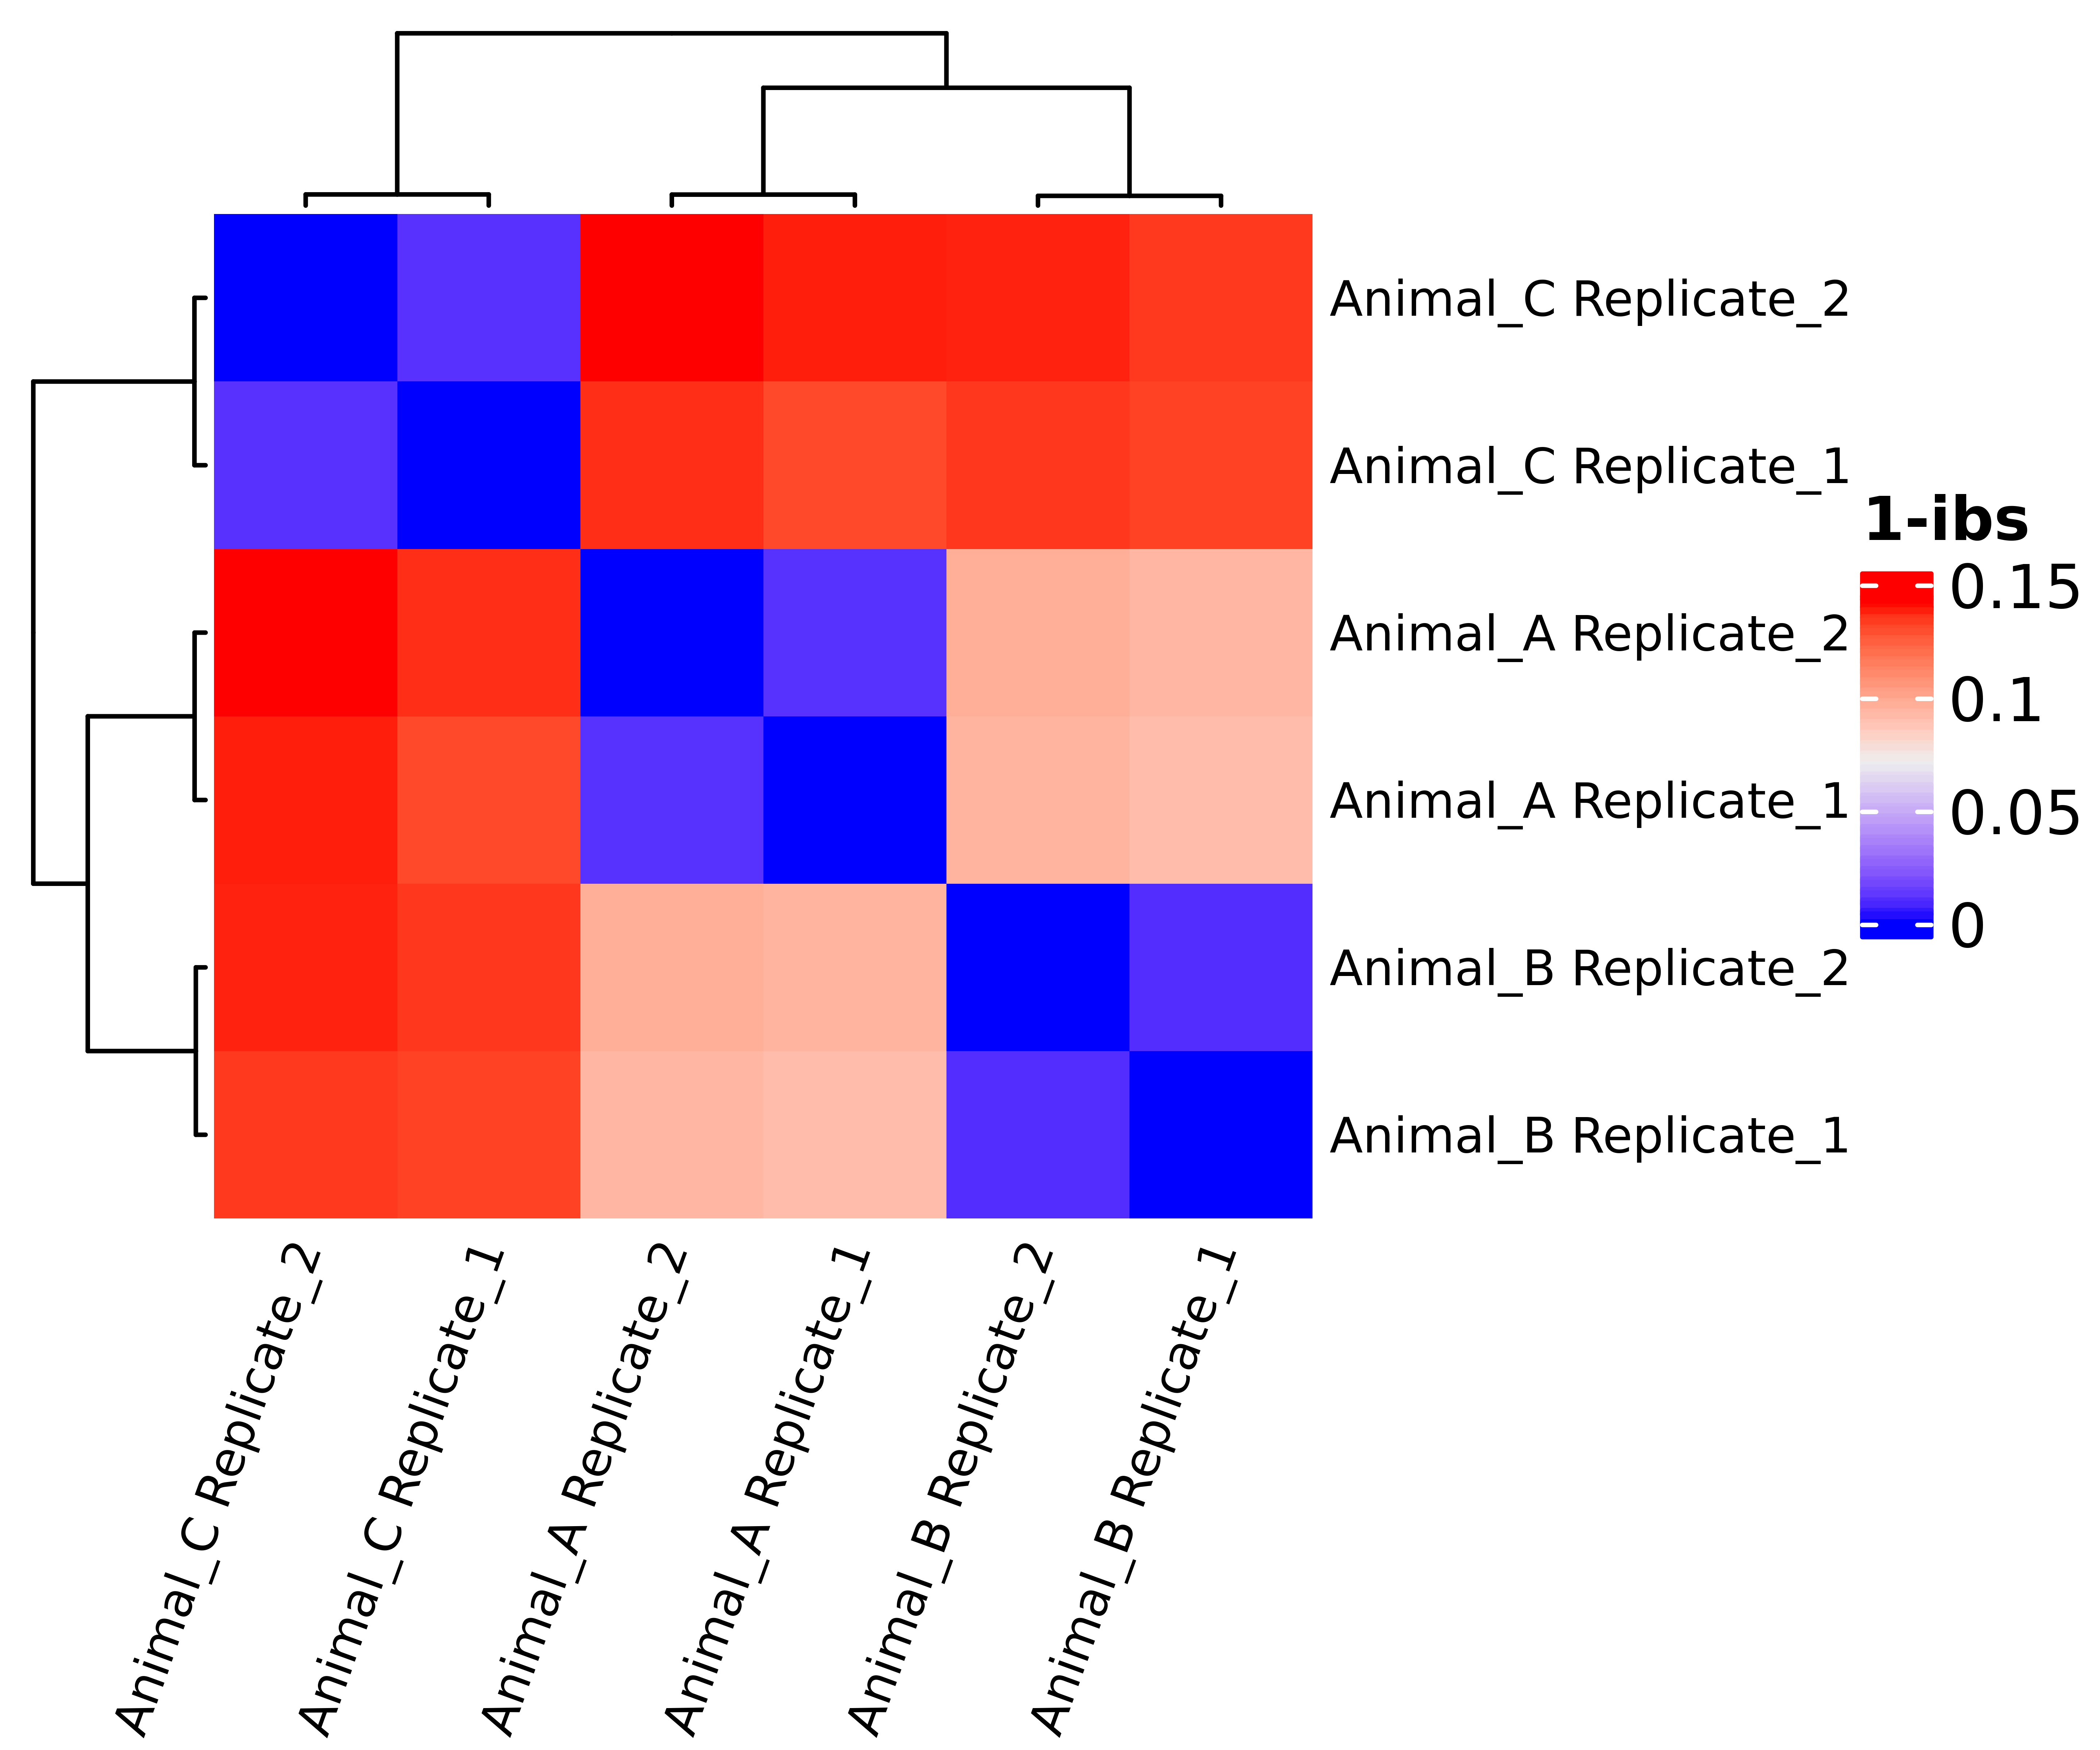 Animal_C Replicate_2
Animal_C Replicate_1
Animal_A Replicate_2
Animal_A Replicate_1
Animal_B Replicate_2
Animal_B Replicate_1
1-ibs
0.15
0.1
0.05
0
Animal_C Replicate_2
Animal_C Replicate_1
Animal_A Replicate_2
Animal_A Replicate_1
Animal_B Replicate_2
Animal_B Replicate_1